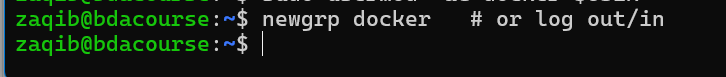 zaqib@bdacourse:~$ newgrp docker   # or log out/in
zaqib@bdacourse:~$